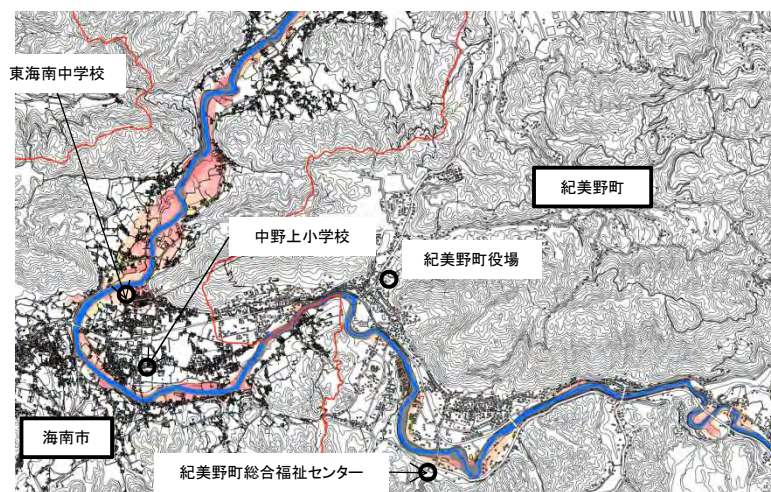 東海南中学校
紀美野町
中野上小学校
紀美野町役場
海南市
紀美野町総合福祉センター